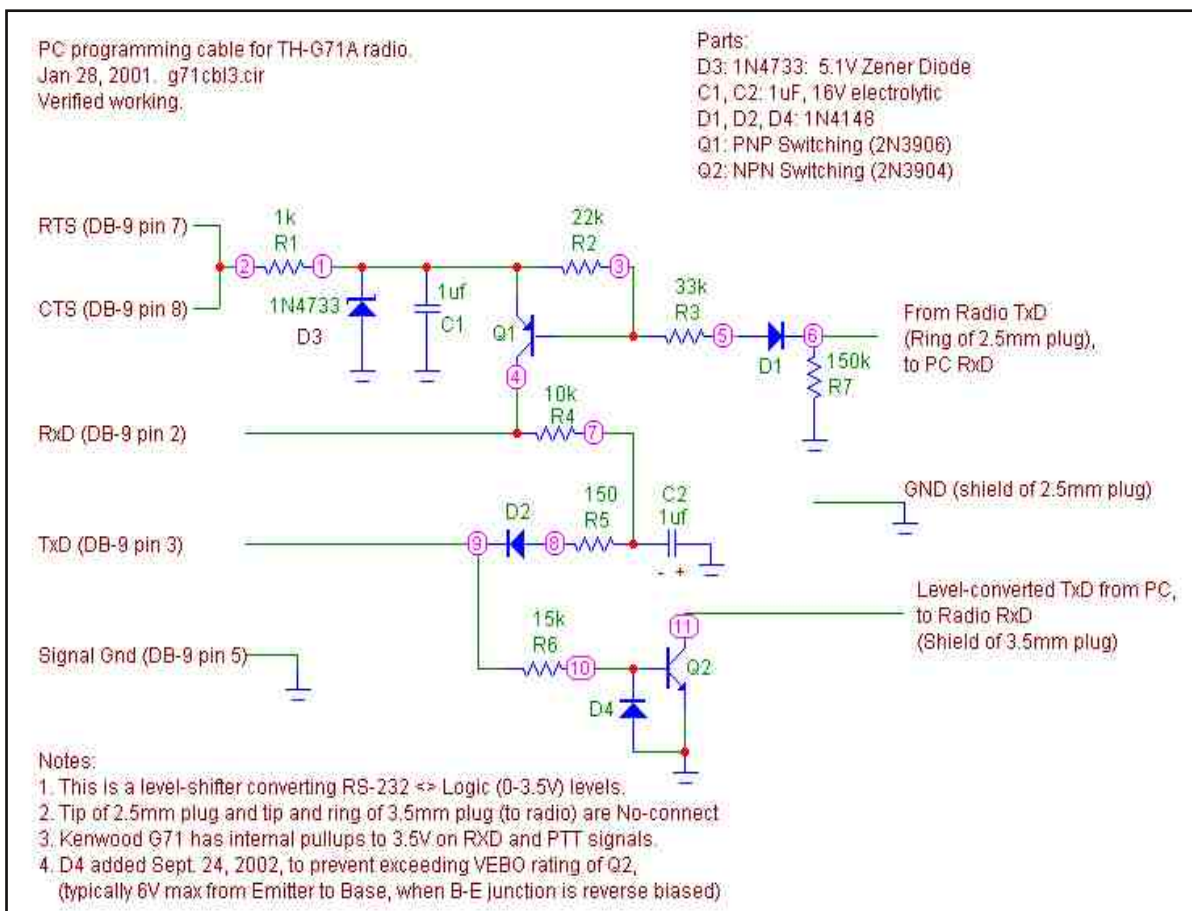 PC programming cable for TH-G71A radio.
Jan 28, 2001. g71cbl3.cir
Verified working.
Parts:
D3: 1N4733: 5.1V Zener Diode
C1, C2: 1uF, 16V electrolytic
D1, D2, D4: 1N4148
Q1: PNP Switching (2N3906)
Q2: NPN Switching (2N3904)
RTS (DB-9 pin 7)
1k
R1
22k
R2
2
1
3
CTS (DB-9 pin 8)
1N4733
D3
1uf
C1
Q1
33k
R3
5
D1
6
150k
R7
From Radio TxD
(Ring of 2.5mm plug),
to PC RxD
4
10k
R4
7
RxD (DB-9 pin 2)
GND (shield of 2.5mm plug)
TxD (DB-9 pin 3)
9
D2
8
150
R5
C2
1uf
- +
Level-converted TxD from PC,
to Radio RxD
(Shield of 3.5mm plug)
11
Signal Gnd (DB-9 pin 5)
15k
R6
10
Q2
D4
Notes:
1. This is a level-shifter converting RS-232 <> Logic (0-3.5V) levels.
2. Tip of 2.5mm plug and tip and ring of 3.5mm plug (to radio) are No-connect
3. Kenwood G71 has internal pullups to 3.5V on RXD and PTT signals.
4. D4 added Sept. 24, 2002, to prevent exceeding VEBO rating of Q2,
(typically 6V max from Emitter to Base, when B-E junction is reverse biased)